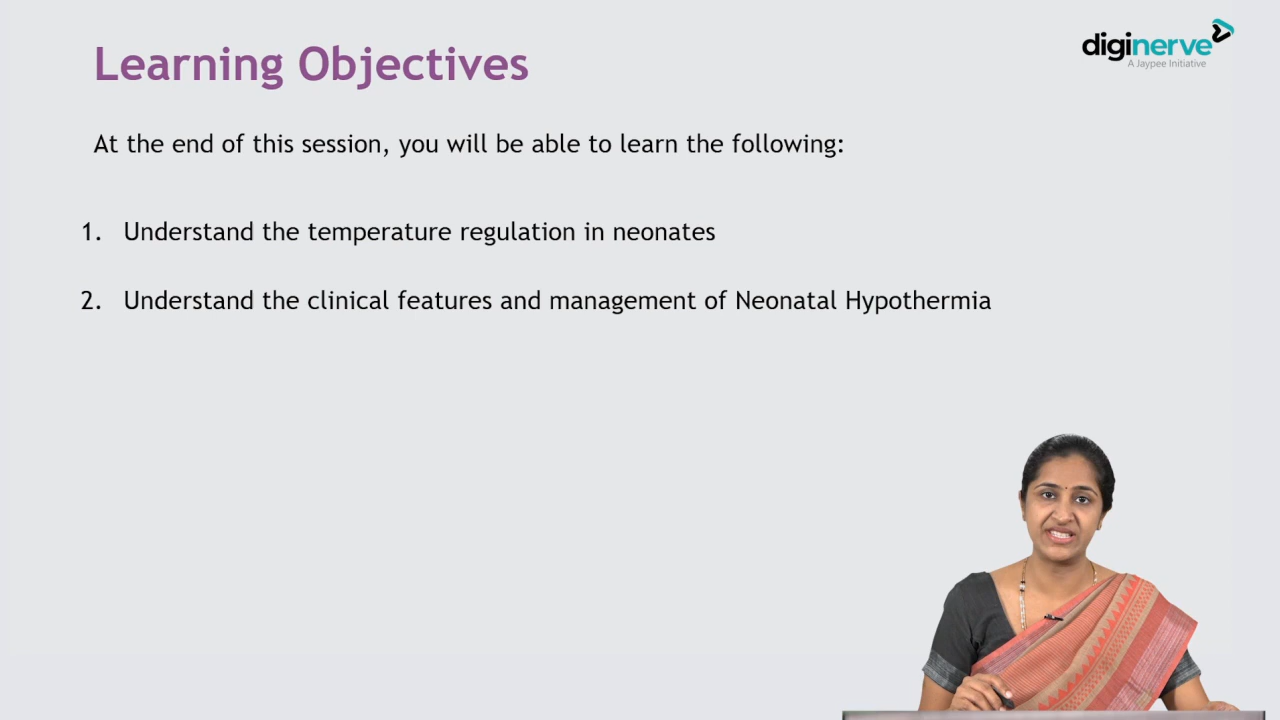 Learning Objectives
diginerve
A Jaypee Initiative
At the end of this session, you will be able to learn the following:
1. Understand the temperature regulation in neonates
2. Understand the clinical features and management of Neonatal Hypothermia